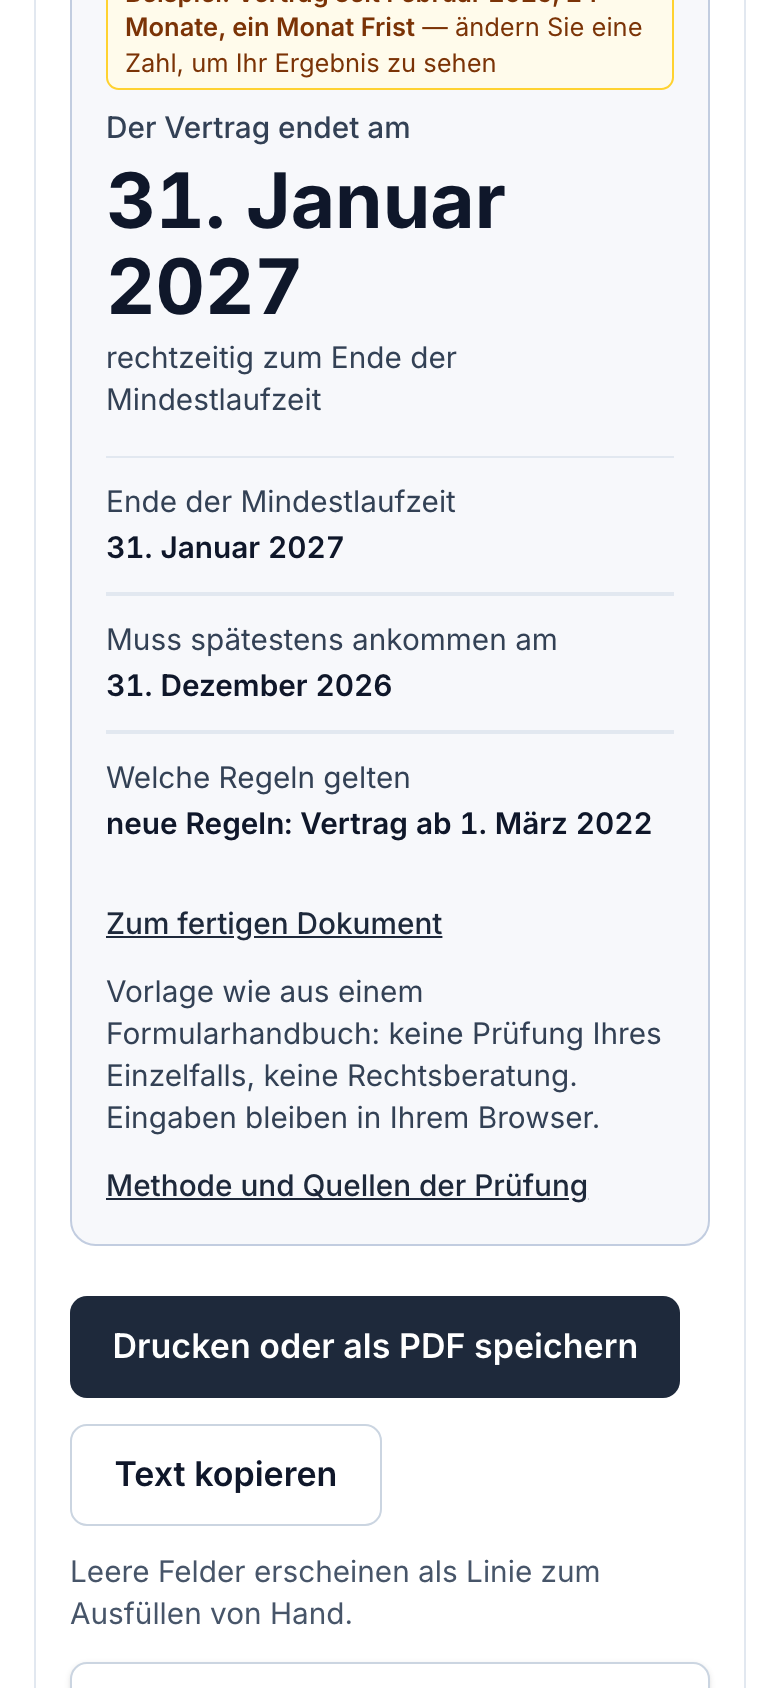 Monate, ein Monat Frist — ändern Sie eine
Zahl, um Ihr Ergebnis zu sehen
Der Vertrag endet am
31. Januar
2027
rechtzeitig zum Ende der
Mindestlaufzeit
Ende der Mindestlaufzeit
31. Januar 2027
Muss spätestens ankommen am
31. Dezember 2026
Welche Regeln gelten
neue Regeln: Vertrag ab 1. März 2022
Zum fertigen Dokument
Vorlage wie aus einem
Formularhandbuch: keine Prüfung Ihres
Einzelfalls, keine Rechtsberatung.
Eingaben bleiben in Ihrem Browser.
Methode und Quellen der Prüfung
Drucken oder als PDF speichern
Text kopieren
Leere Felder erscheinen als Linie zum
Ausfüllen von Hand.